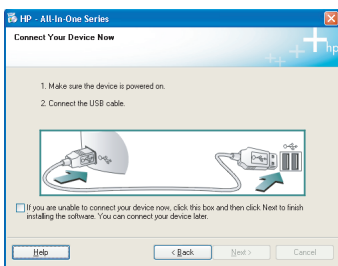 HP - All-In-One Series
Connect Your Device Now
hp
1. Make sure the device is powered on.
2. Connect the USB cable.
If you are unable to connect your device now, click this box and then click Next to finish
installing the software. You can connect your device later.
Help
< Back
Next >
Cancel